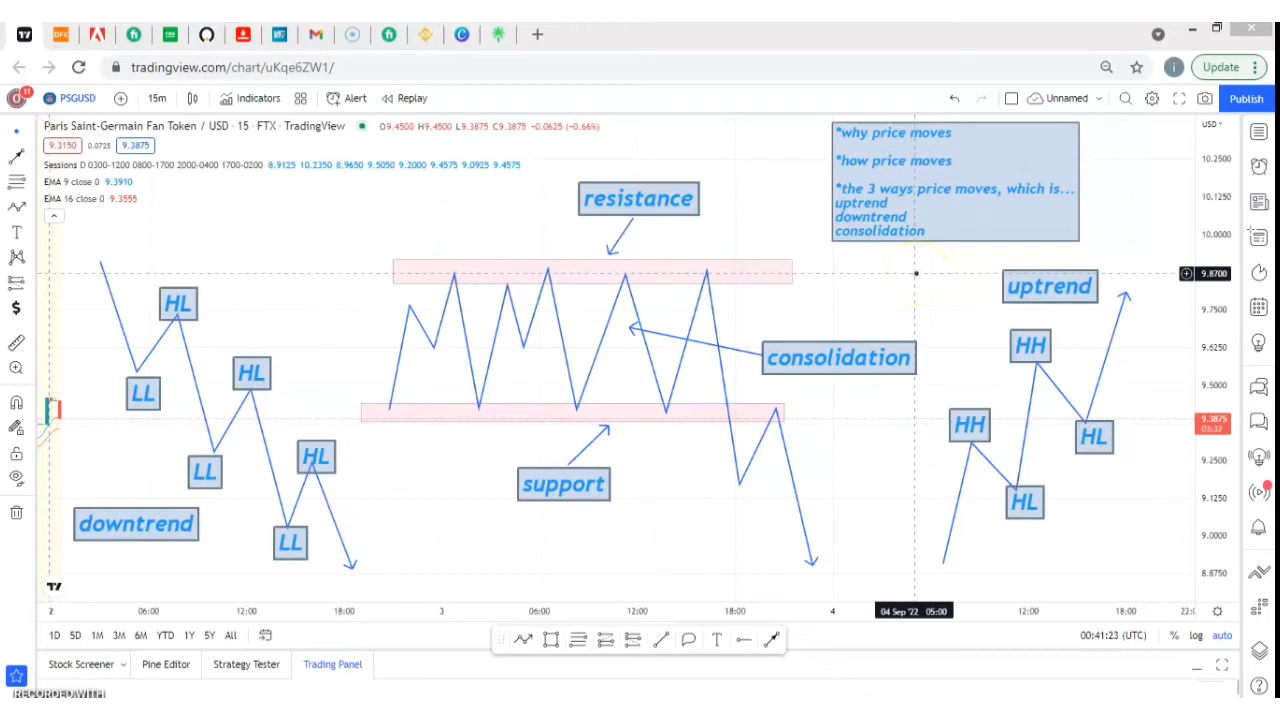 tradingview.com/chart/uKqe6ZW1/
Update
11
PSGUSD
15m
Indicators
Alert
Replay
Unnamed
Publish
Paris Saint-Germain Fan Token / USD · 15 · FTX · TradingView
O9.4500 H9.4500 L9.3875 C9.3875 -0.0625 (-0.66%)
9.3150 0.0725 9.3875
Sessions D 0300-1200 0800-1700 2000-0400 1700-0200 8.9125 10.2350 8.9650 9.5050 9.2000 9.4575 9.0925 9.4575
EMA 9 close 0 9.3910
EMA 16 close 0 9.3555
*why price moves
*how price moves
*the 3 ways price moves, which is...
uptrend
downtrend
consolidation
resistance
uptrend
HL
HH
consolidation
LL
HL
HH
HL
LL
HL
support
HL
downtrend
LL
USD
10.2500
10.1250
10.0000
9.8700
9.7500
9.6250
9.5000
9.3875
03:37
9.2500
9.1250
9.0000
8.8750
2 06:00 12:00 18:00 3 06:00 12:00 18:00 4 04 Sep '22 05:00 12:00 18:00 22:0
1D 5D 1M 3M 6M YTD 1Y 5Y All
00:41:23 (UTC) % log auto
Stock Screener Pine Editor Strategy Tester Trading Panel
RECORDED WITH